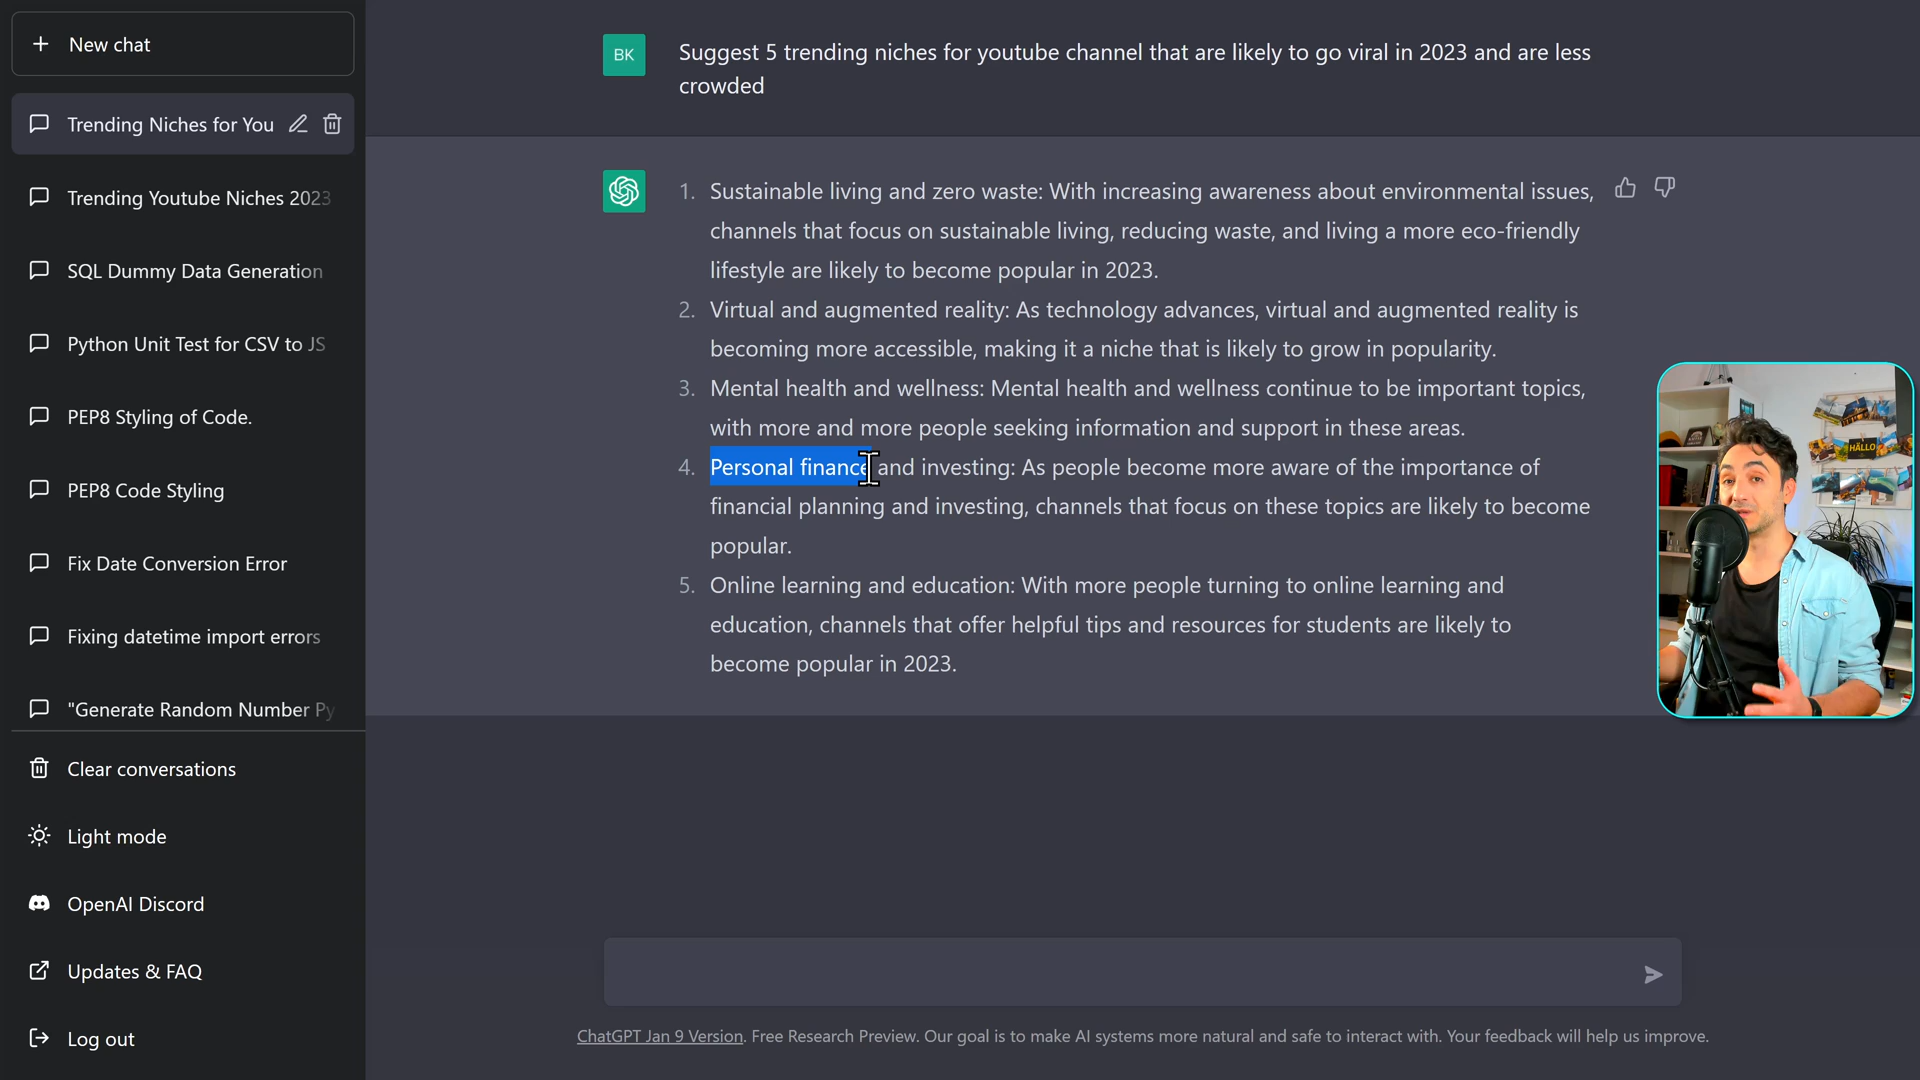 New chat
Trending Niches for You
Trending Youtube Niches 2023
SQL Dummy Data Generation
Python Unit Test for CSV to JS
PEP8 Styling of Code.
PEP8 Code Styling
Fix Date Conversion Error
Fixing datetime import errors
"Generate Random Number Py
Clear conversations
Light mode
OpenAI Discord
Updates & FAQ
Log out
BK
Suggest 5 trending niches for youtube channel that are likely to go viral in 2023 and are less
crowded
1. Sustainable living and zero waste: With increasing awareness about environmental issues,
channels that focus on sustainable living, reducing waste, and living a more eco-friendly
lifestyle are likely to become popular in 2023.
2. Virtual and augmented reality: As technology advances, virtual and augmented reality is
becoming more accessible, making it a niche that is likely to grow in popularity.
3. Mental health and wellness: Mental health and wellness continue to be important topics,
with more and more people seeking information and support in these areas.
4. Personal finance and investing: As people become more aware of the importance of
financial planning and investing, channels that focus on these topics are likely to become
popular.
5. Online learning and education: With more people turning to online learning and
education, channels that offer helpful tips and resources for students are likely to
become popular in 2023.
HÄLLO
ChatGPT Jan 9 Version. Free Research Preview. Our goal is to make AI systems more natural and safe to interact with. Your feedback will help us improve.